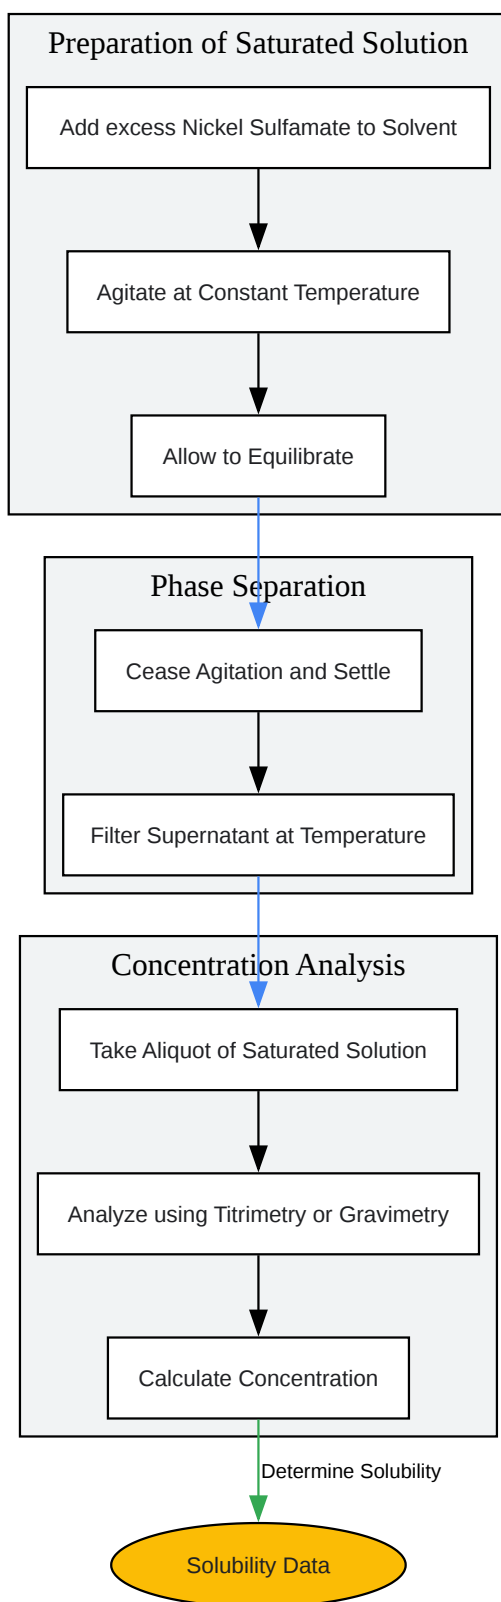 Preparation of Saturated Solution
Add excess Nickel Sulfamate to Solvent
Agitate at Constant Temperature
Allow to Equilibrate
Phase Separation
Cease Agitation and Settle
Filter Supernatant at Temperature
Concentration Analysis
Take Aliquot of Saturated Solution
Analyze using Titrimetry or Gravimetry
Calculate Concentration
Determine Solubility
Solubility Data